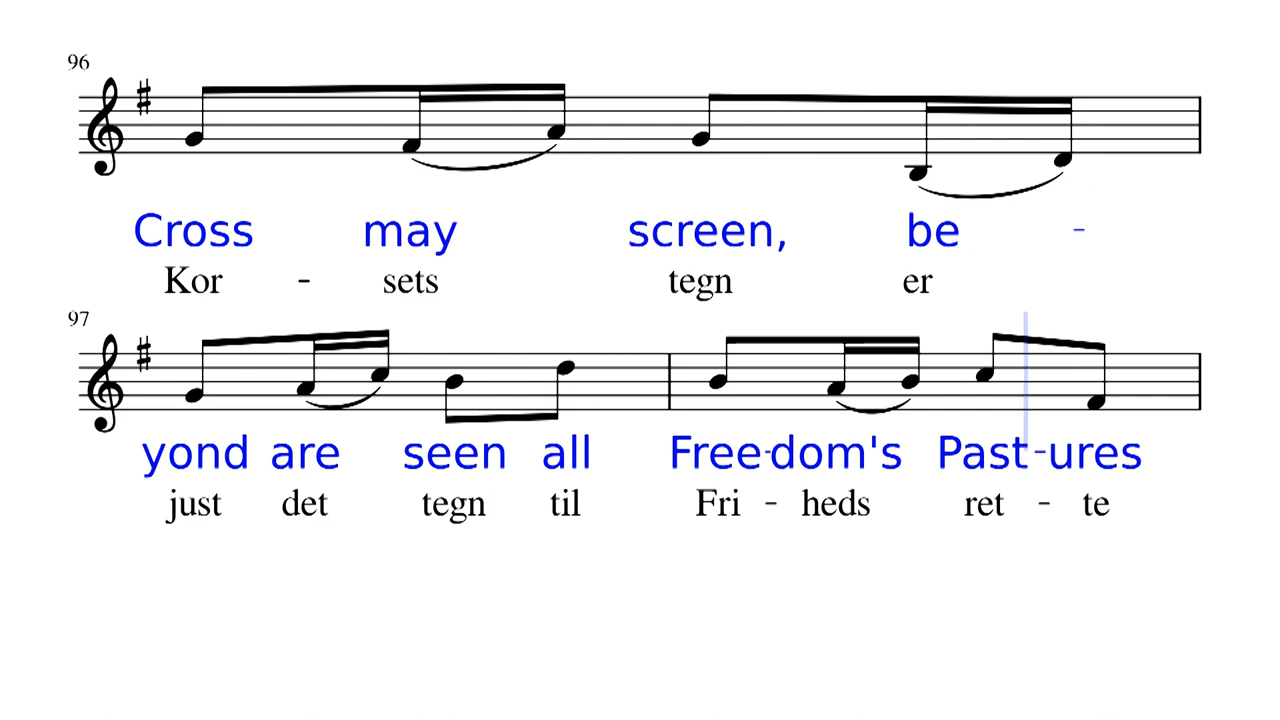 96
Cross may screen, be -
Kor - sets tegn er
97
yond are seen all Free-dom's Past-ures
just det tegn til Fri - heds ret - te